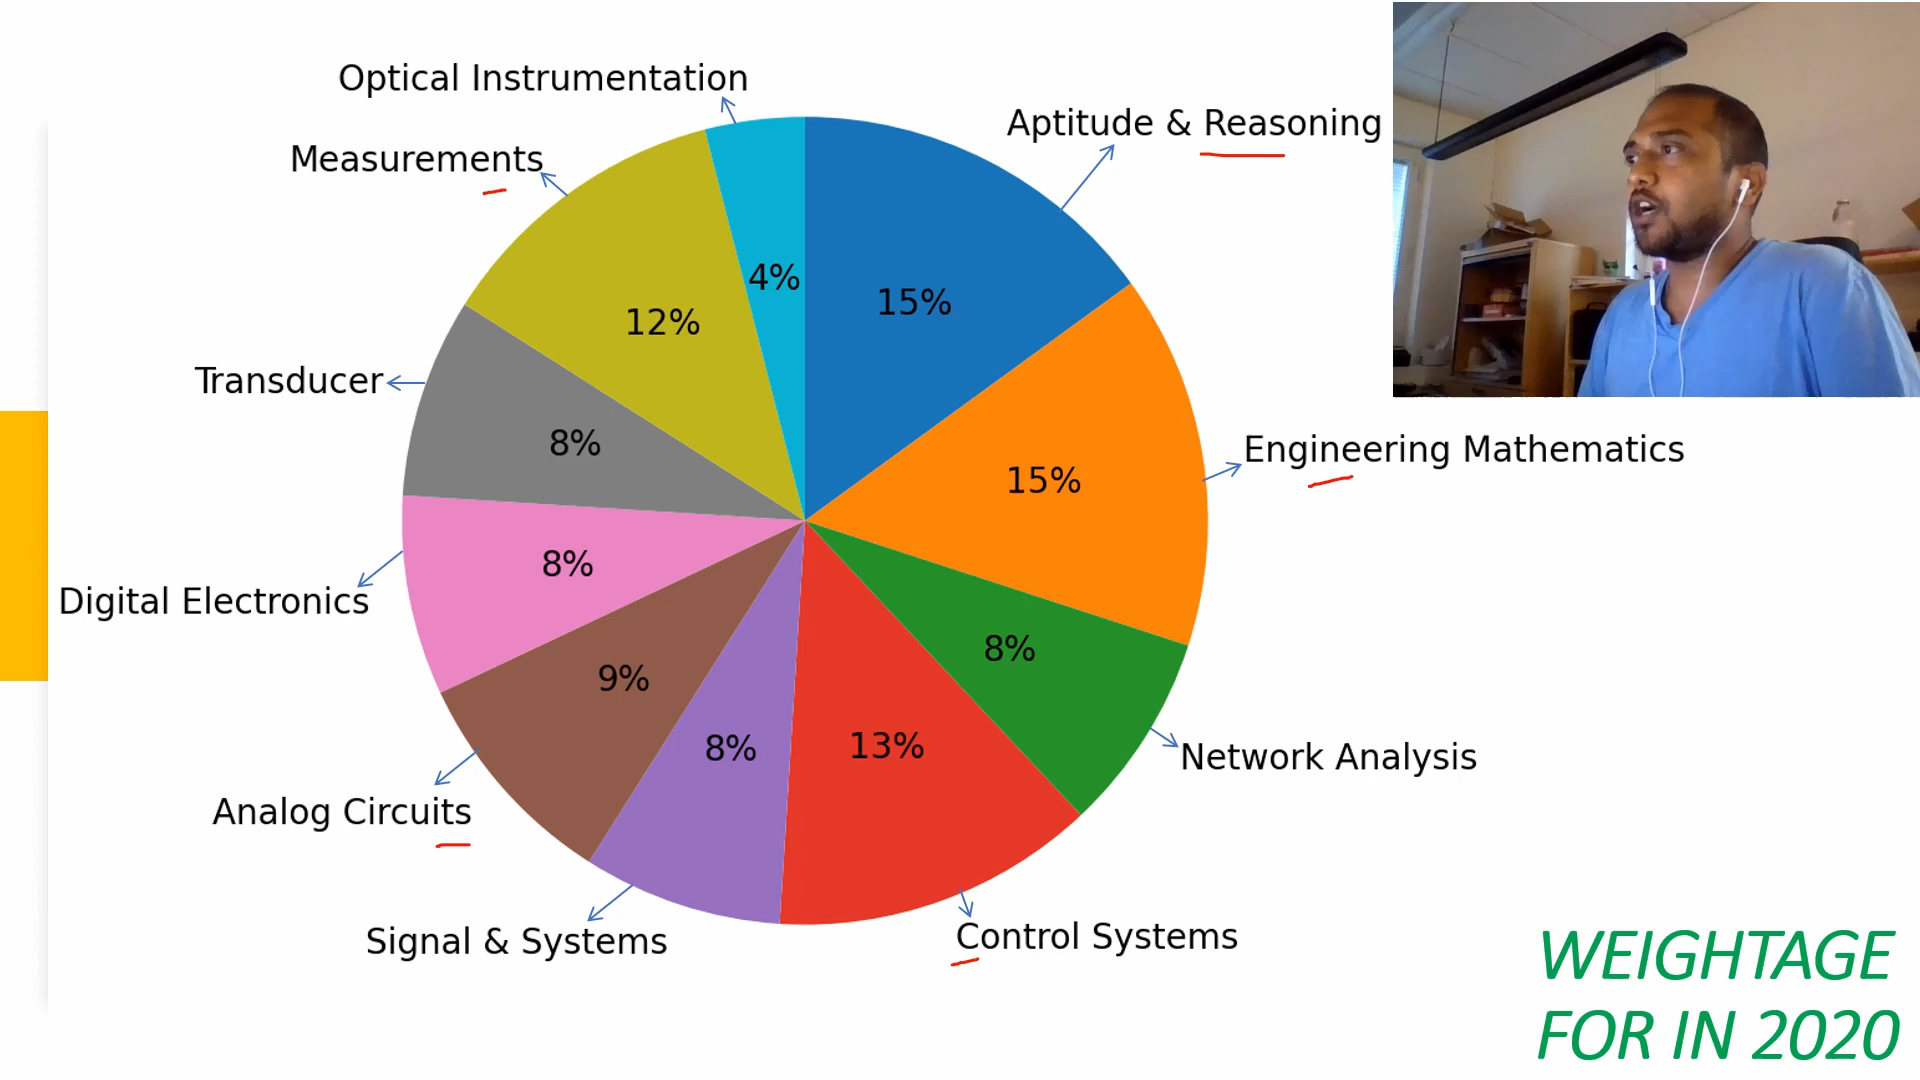 Optical Instrumentation
Aptitude & Reasoning
Measurements
4%
15%
12%
Transducer
8%
Engineering Mathematics
15%
8%
Digital Electronics
8%
9%
8%
13%
Network Analysis
Analog Circuits
Signal & Systems
Control Systems
WEIGHTAGE
FOR IN 2020